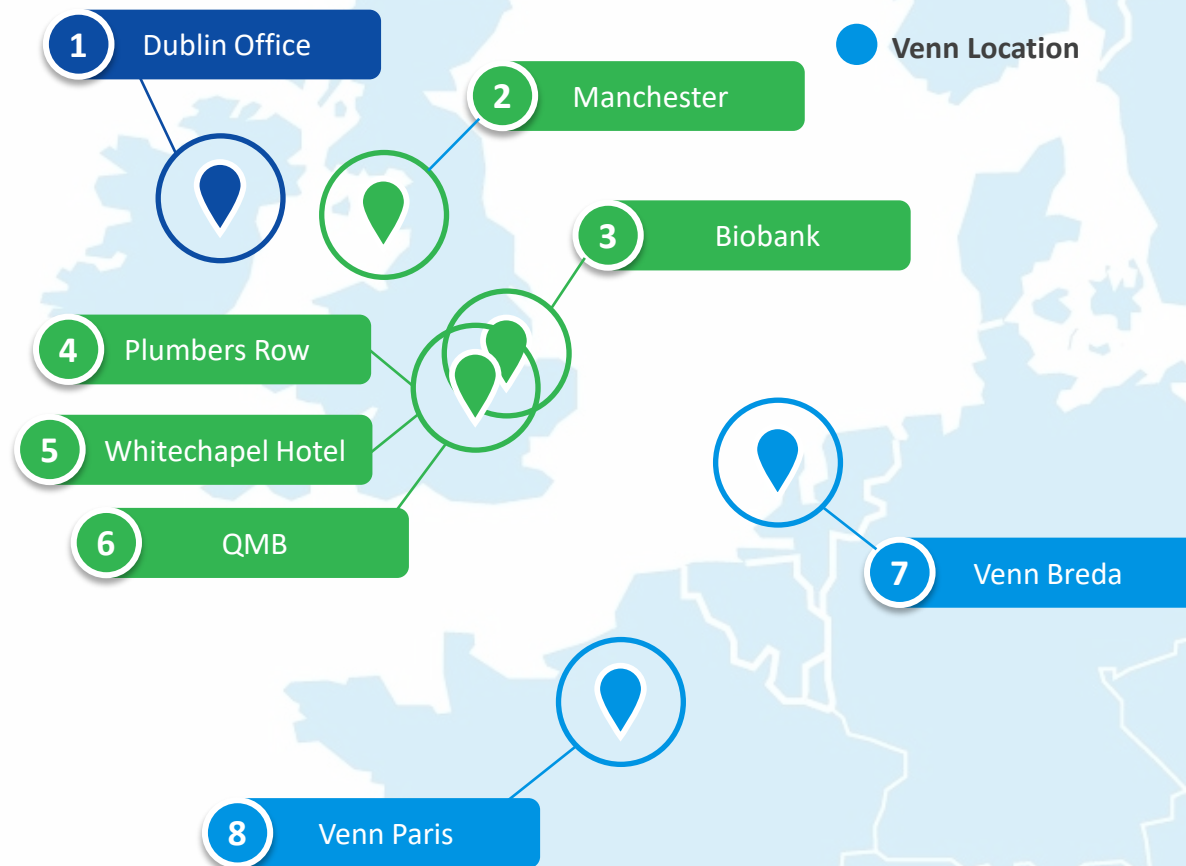 1 Dublin Office
Venn Location
2 Manchester
3 Biobank
4 Plumbers Row
5 Whitechapel Hotel
6 QMB
7 Venn Breda
8 Venn Paris